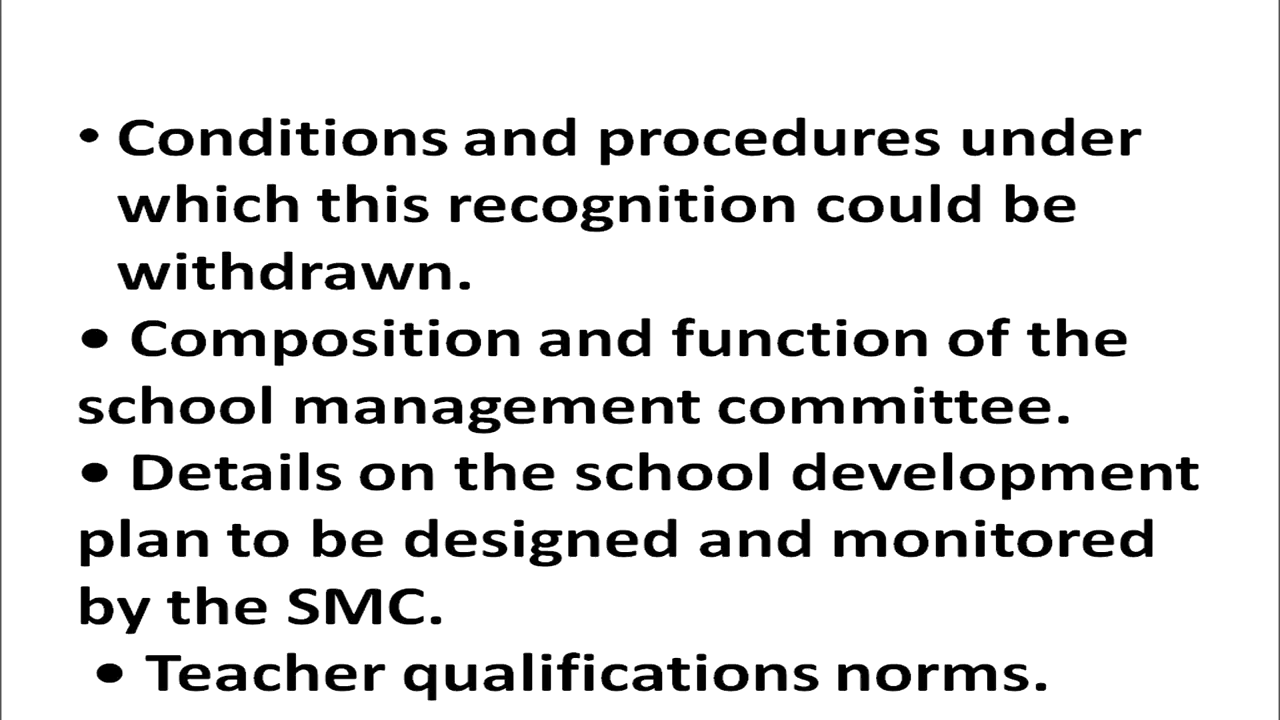 • Conditions and procedures under
which this recognition could be
withdrawn.
• Composition and function of the
school management committee.
• Details on the school development
plan to be designed and monitored
by the SMC.
• Teacher qualifications norms.